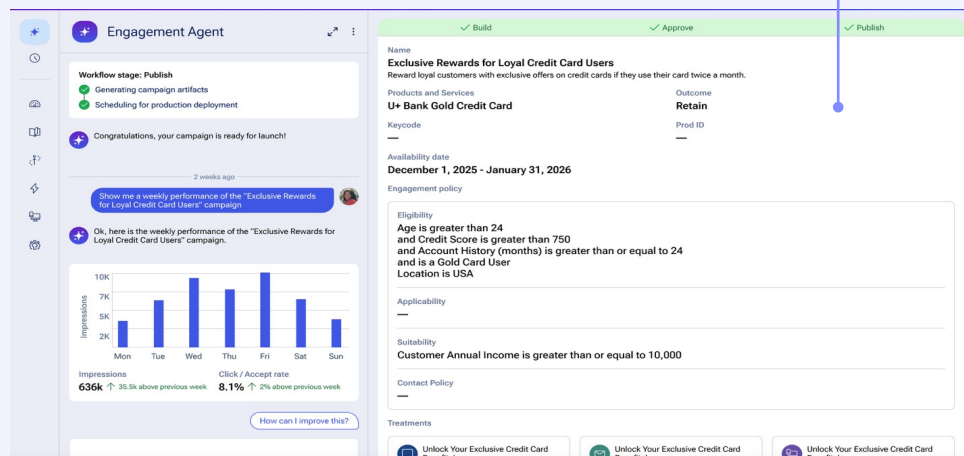 Engagement Agent
Workflow stage: Publish
Generating campaign artifacts
Scheduling for production deployment
Congratulations, your campaign is ready for launch!
2 weeks ago
Show me a weekly performance of the "Exclusive Rewards
for Loyal Credit Card Users" campaign
Ok, here is the weekly performance of the "Exclusive Rewards for
Loyal Credit Card Users" campaign.
Impressions
10K
7K
5K
2K
Mon Tue Wed Thu Fri Sat Sun
Impressions
636k ↑ 35.5k above previous week
Click / Accept rate
8.1% ↑ 2% above previous week
How can I improve this?
Build
Approve
Publish
Name
Exclusive Rewards for Loyal Credit Card Users
Reward loyal customers with exclusive offers on credit cards if they use their card twice a month.
Products and Services
U+ Bank Gold Credit Card
Outcome
Retain
Keycode
—
Prod ID
—
Availability date
December 1, 2025 - January 31, 2026
Engagement policy
Eligibility
Age is greater than 24
and Credit Score is greater than 750
and Account History (months) is greater than or equal to 24
and is a Gold Card User
Location is USA
Applicability
—
Suitability
Customer Annual Income is greater than or equal to 10,000
Contact Policy
—
Treatments
Unlock Your Exclusive Credit Card
Unlock Your Exclusive Credit Card
Unlock Your Exclusive Credit Card